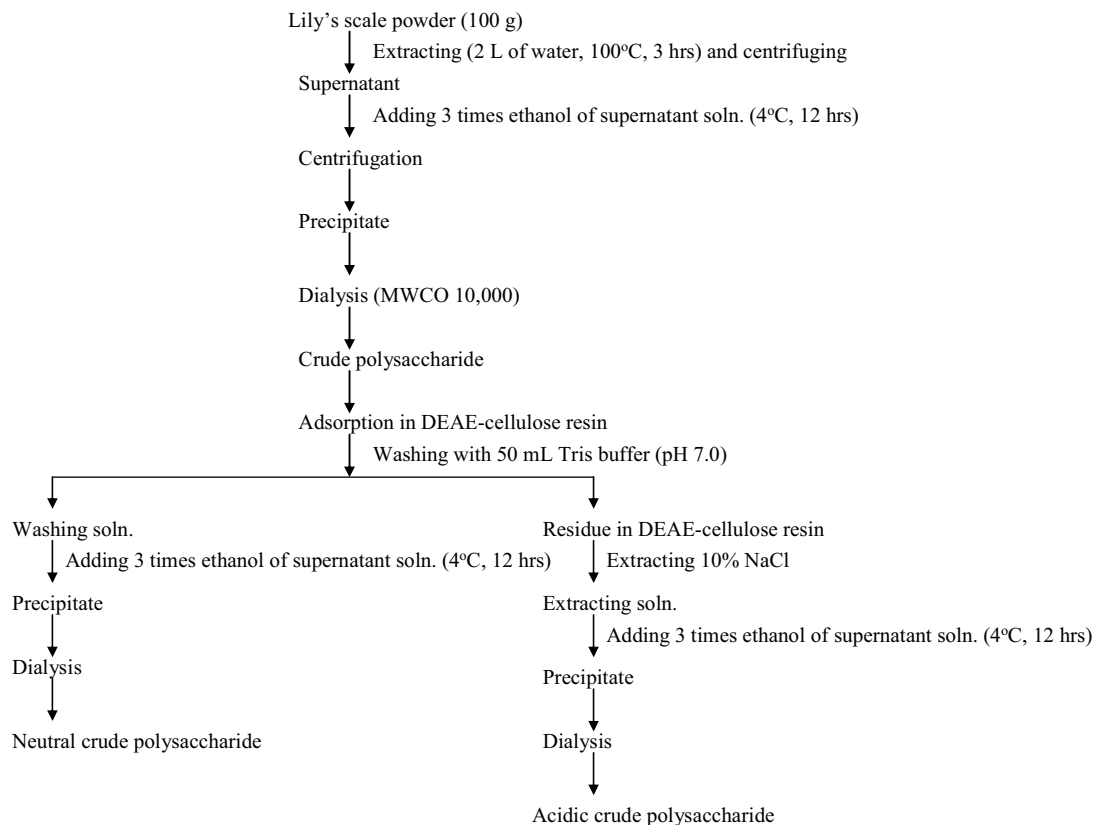 Lily's scale powder (100 g)
Extracting (2 L of water, 100°C, 3 hrs) and centrifuging
Supernatant
Adding 3 times ethanol of supernatant soln. (4°C, 12 hrs)
Centrifugation
Precipitate
Dialysis (MWCO 10,000)
Crude polysaccharide
Adsorption in DEAE-cellulose resin
Washing with 50 mL Tris buffer (pH 7.0)
Washing soln.
Adding 3 times ethanol of supernatant soln. (4°C, 12 hrs)
Precipitate
Dialysis
Neutral crude polysaccharide
Residue in DEAE-cellulose resin
Extracting 10% NaCl
Extracting soln.
Adding 3 times ethanol of supernatant soln. (4°C, 12 hrs)
Precipitate
Dialysis
Acidic crude polysaccharide